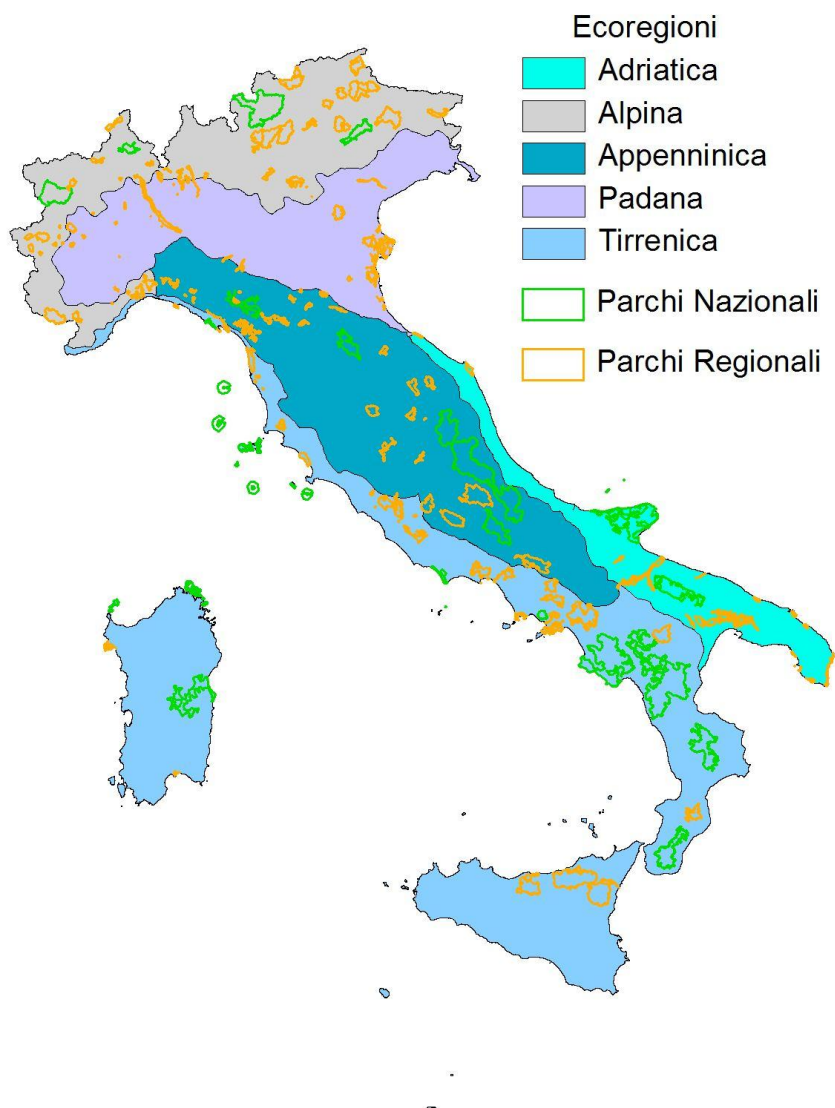 Ecoregioni
Adriatica
Alpina
Appenninica
Padana
Tirrenica
Parchi Nazionali
Parchi Regionali